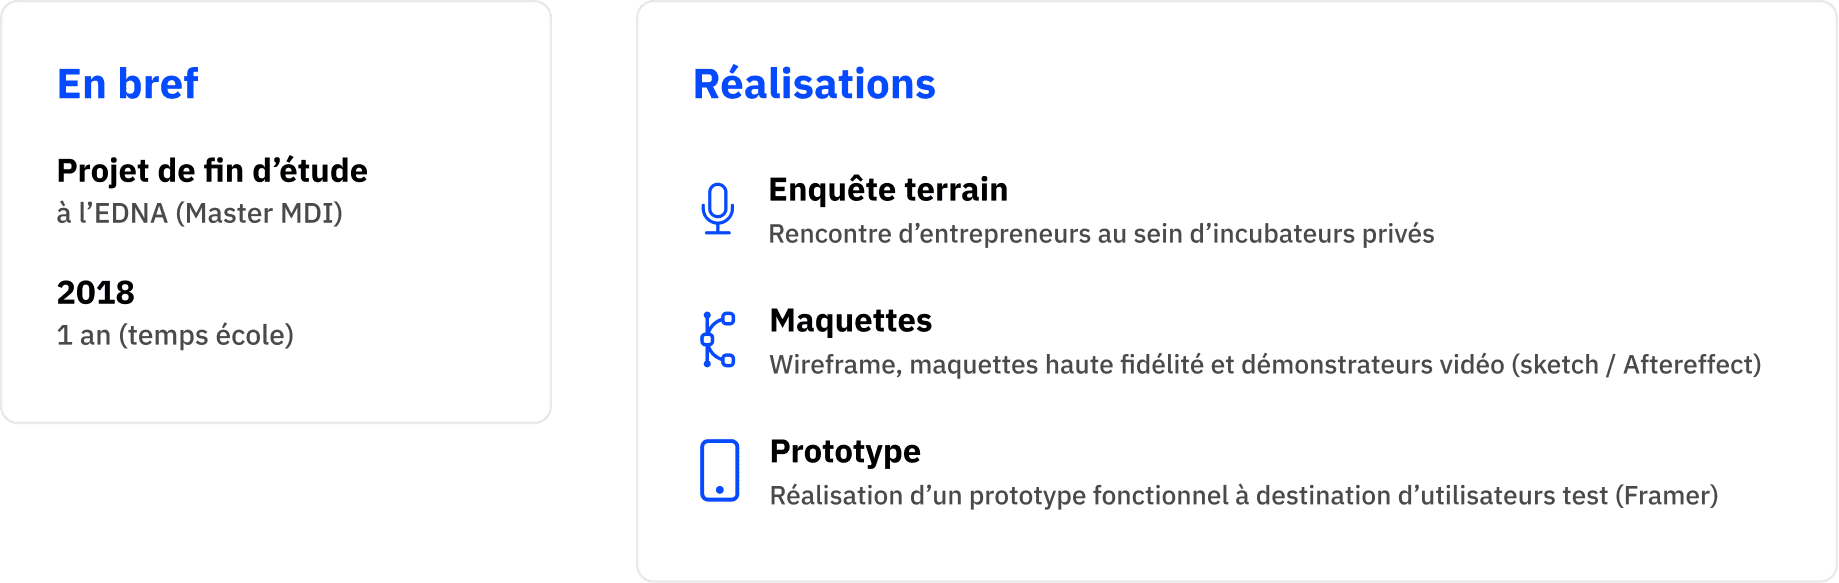 En bref
Projet de fin d’étude
à l’EDNA (Master MDI)
2018
1 an (temps école)
Réalisations
Enquête terrain
Rencontre d’entrepreneurs au sein d’incubateurs privés
Maquettes
Wireframe, maquettes haute fidélité et démonstrateurs vidéo (sketch / Aftereffect)
Prototype
Réalisation d’un prototype fonctionnel à destination d’utilisateurs test (Framer)